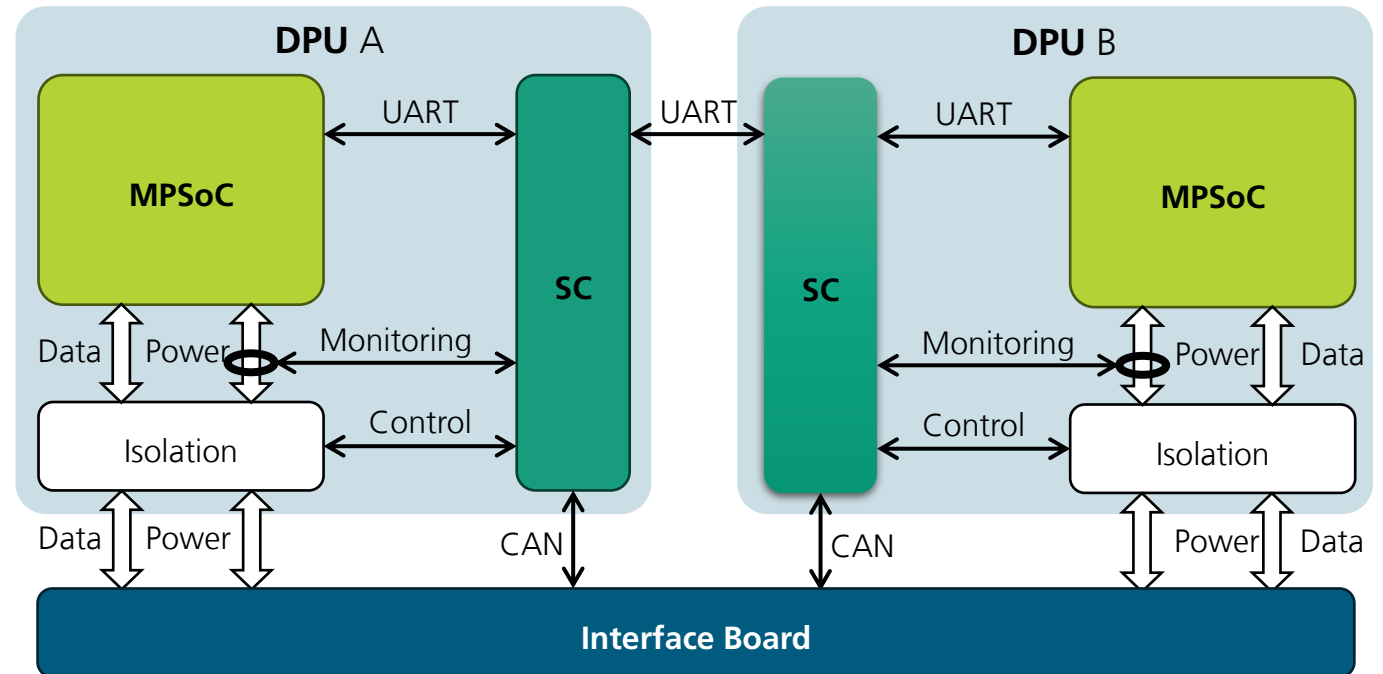 DPU A
DPU B
UART
UART
UART
MPSoC
MPSoC
SC
SC
Data
Power
Monitoring
Monitoring
Power
Data
Isolation
Control
Control
Isolation
Data
Power
CAN
CAN
Power
Data
Interface Board